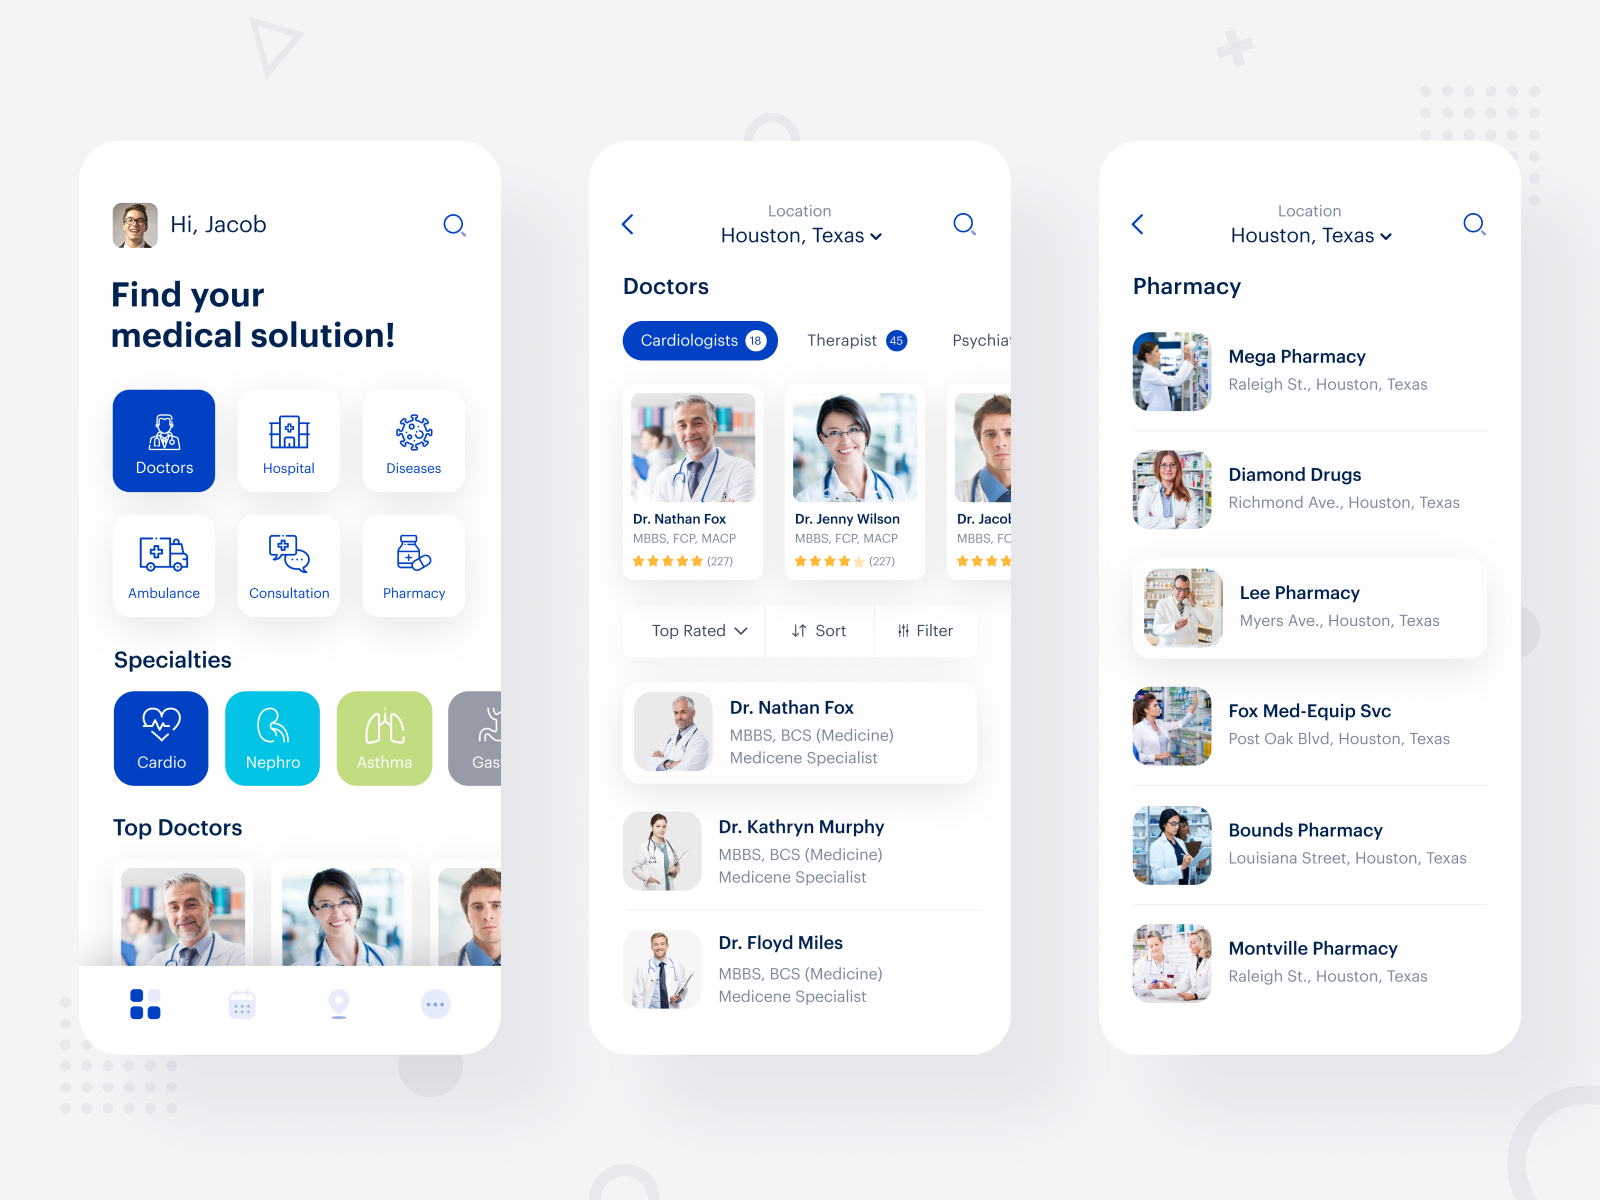 Hi, Jacob
Find your
medical solution!
Doctors
Hospital
Diseases
Ambulance
Consultation
Pharmacy
Specialties
Cardio
Nephro
Asthma
Gas
Top Doctors
Location
Houston, Texas
Doctors
Cardiologists 18
Therapist 45
Psychiat
Dr. Nathan Fox
MBBS, FCP, MACP
(227)
Dr. Jenny Wilson
MBBS, FCP, MACP
(227)
Dr. Jacob
MBBS, FC
Top Rated
Sort
Filter
Dr. Nathan Fox
MBBS, BCS (Medicine)
Medicene Specialist
Dr. Kathryn Murphy
MBBS, BCS (Medicine)
Medicene Specialist
Dr. Floyd Miles
MBBS, BCS (Medicine)
Medicene Specialist
Location
Houston, Texas
Pharmacy
Mega Pharmacy
Raleigh St., Houston, Texas
Diamond Drugs
Richmond Ave., Houston, Texas
Lee Pharmacy
Myers Ave., Houston, Texas
Fox Med-Equip Svc
Post Oak Blvd, Houston, Texas
Bounds Pharmacy
Louisiana Street, Houston, Texas
Montville Pharmacy
Raleigh St., Houston, Texas